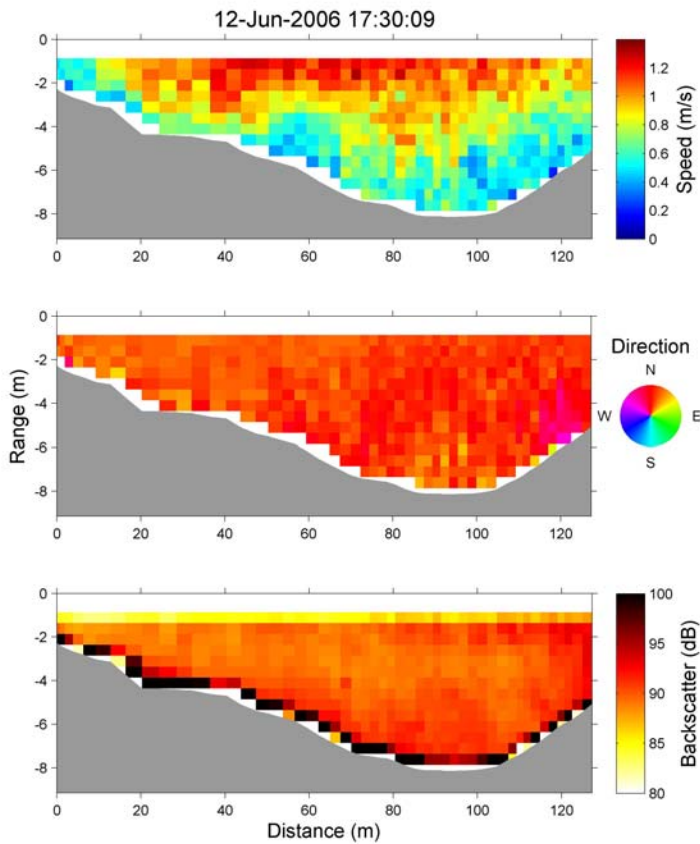 12-Jun-2006 17:30:09
0
-2
-4
-6
-8
0 20 40 60 80 100 120
1.2
1
0.8
0.6
0.4
0.2
0
Speed (m/s)
0
-2
-4
-6
-8
0 20 40 60 80 100 120
Range (m)
Direction
N
W E
S
0
-2
-4
-6
-8
0 20 40 60 80 100 120
Distance (m)
100
95
90
85
80
Backscatter (dB)